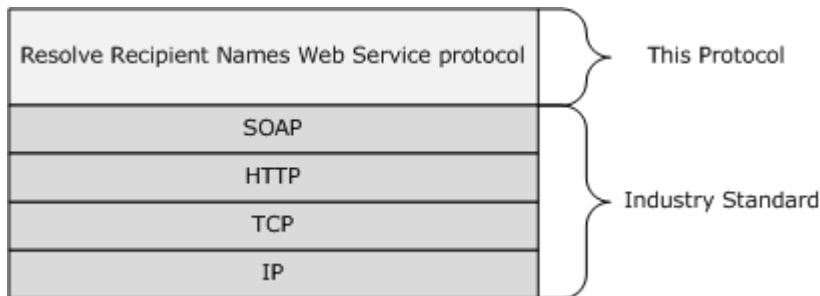 Resolve Recipient Names Web Service protocol
This Protocol
SOAP
HTTP
TCP
IP
Industry Standard